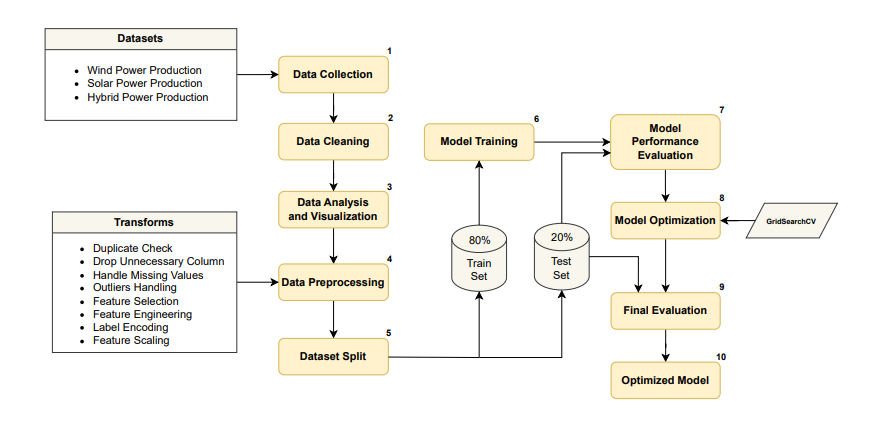 Datasets
• Wind Power Production
• Solar Power Production
• Hybrid Power Production
1
Data Collection
2
Data Cleaning
3
Data Analysis
and Visualization
Transforms
• Duplicate Check
• Drop Unnecessary Column
• Handle Missing Values
• Outliers Handling
• Feature Selection
• Feature Engineering
• Label Encoding
• Feature Scaling
4
Data Preprocessing
5
Dataset Split
80%
Train
Set
20%
Test
Set
6
Model Training
7
Model
Performance
Evaluation
8
Model Optimization
GridSearchCV
9
Final Evaluation
10
Optimized Model